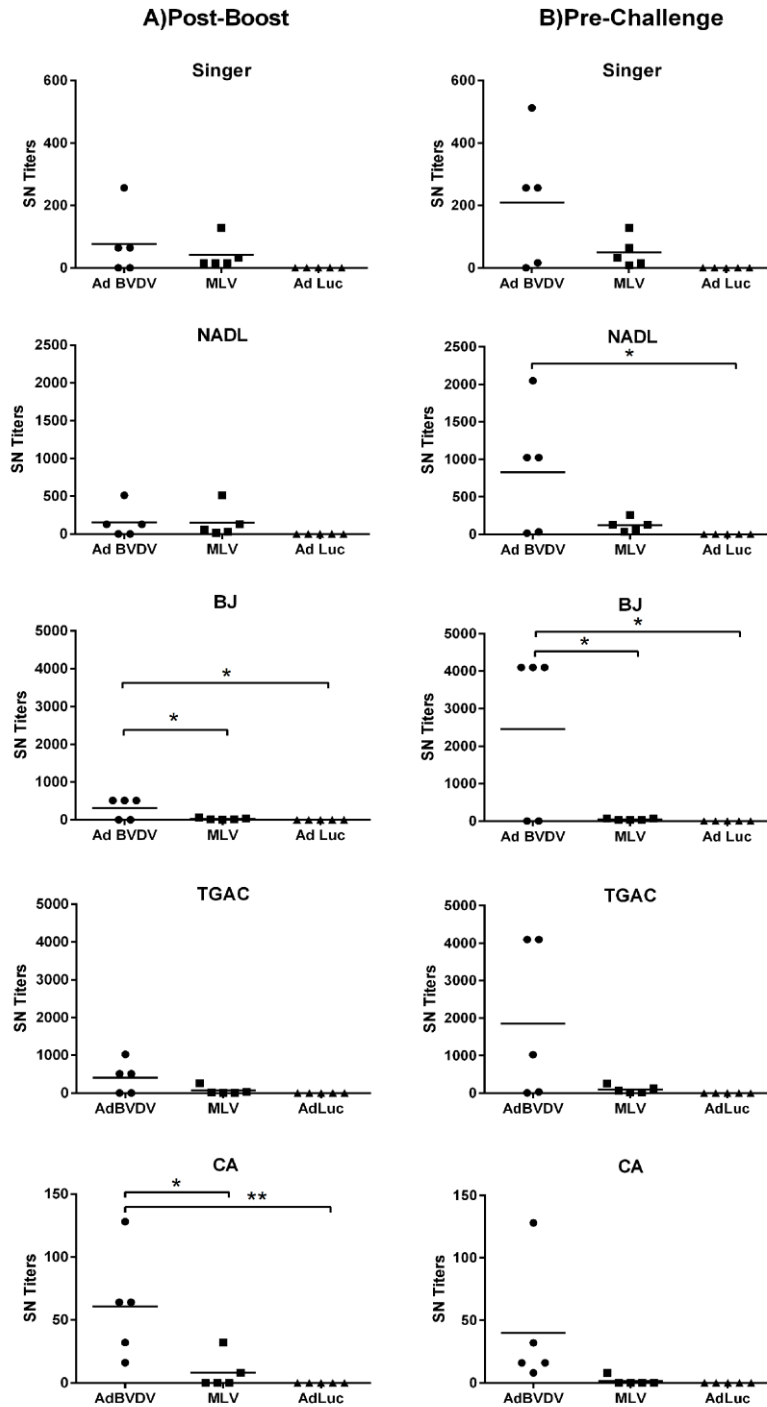 A)Post-Boost
B)Pre-Challenge
Singer
600
400
200
0
SN Titers
Ad BVDV MLV Ad Luc
Singer
600
400
200
0
SN Titers
Ad BVDV MLV Ad Luc
NADL
2500
2000
1500
1000
500
0
SN Titers
Ad BVDV MLV Ad Luc
NADL
*
2500
2000
1500
1000
500
0
SN Titers
Ad BVDV MLV Ad Luc
BJ
*
*
5000
4000
3000
2000
1000
0
SN Titers
Ad BVDV MLV Ad Luc
BJ
*
*
5000
4000
3000
2000
1000
0
SN Titers
Ad BVDV MLV Ad Luc
TGAC
5000
4000
3000
2000
1000
0
SN Titers
AdBVDV MLV AdLuc
TGAC
5000
4000
3000
2000
1000
0
SN Titers
AdBVDV MLV AdLuc
CA
*
**
150
100
50
0
SN Titers
AdBVDV MLV AdLuc
CA
150
100
50
0
SN Titers
AdBVDV MLV AdLuc